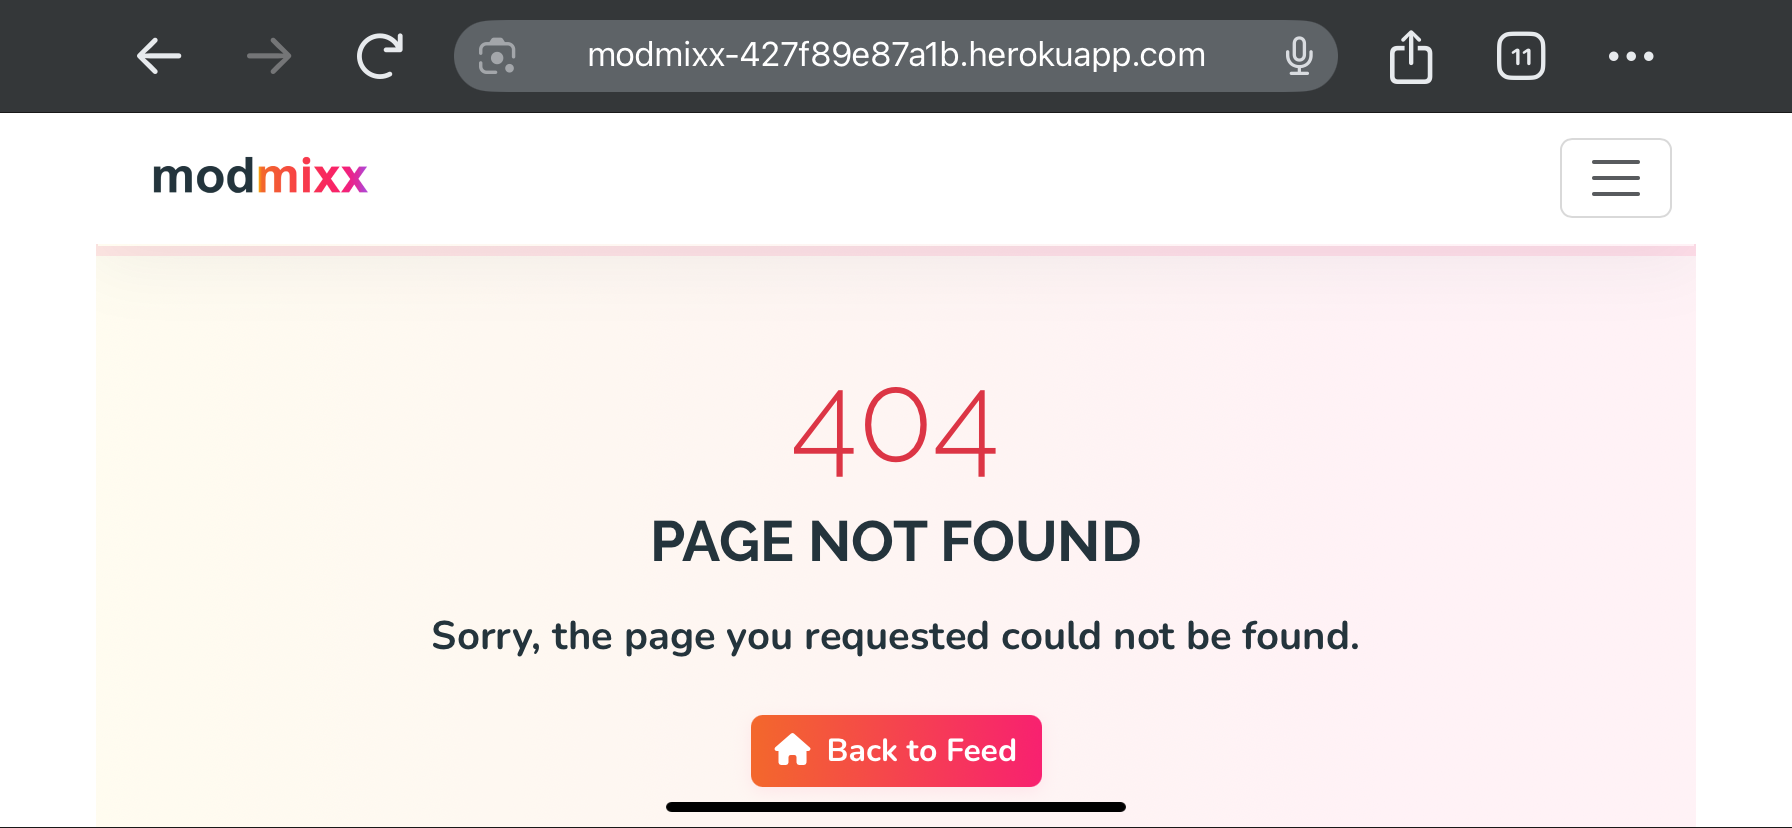 modmixx-427f89e87a1b.herokuapp.com
11
modmixx
404
PAGE NOT FOUND
Sorry, the page you requested could not be found.
Back to Feed